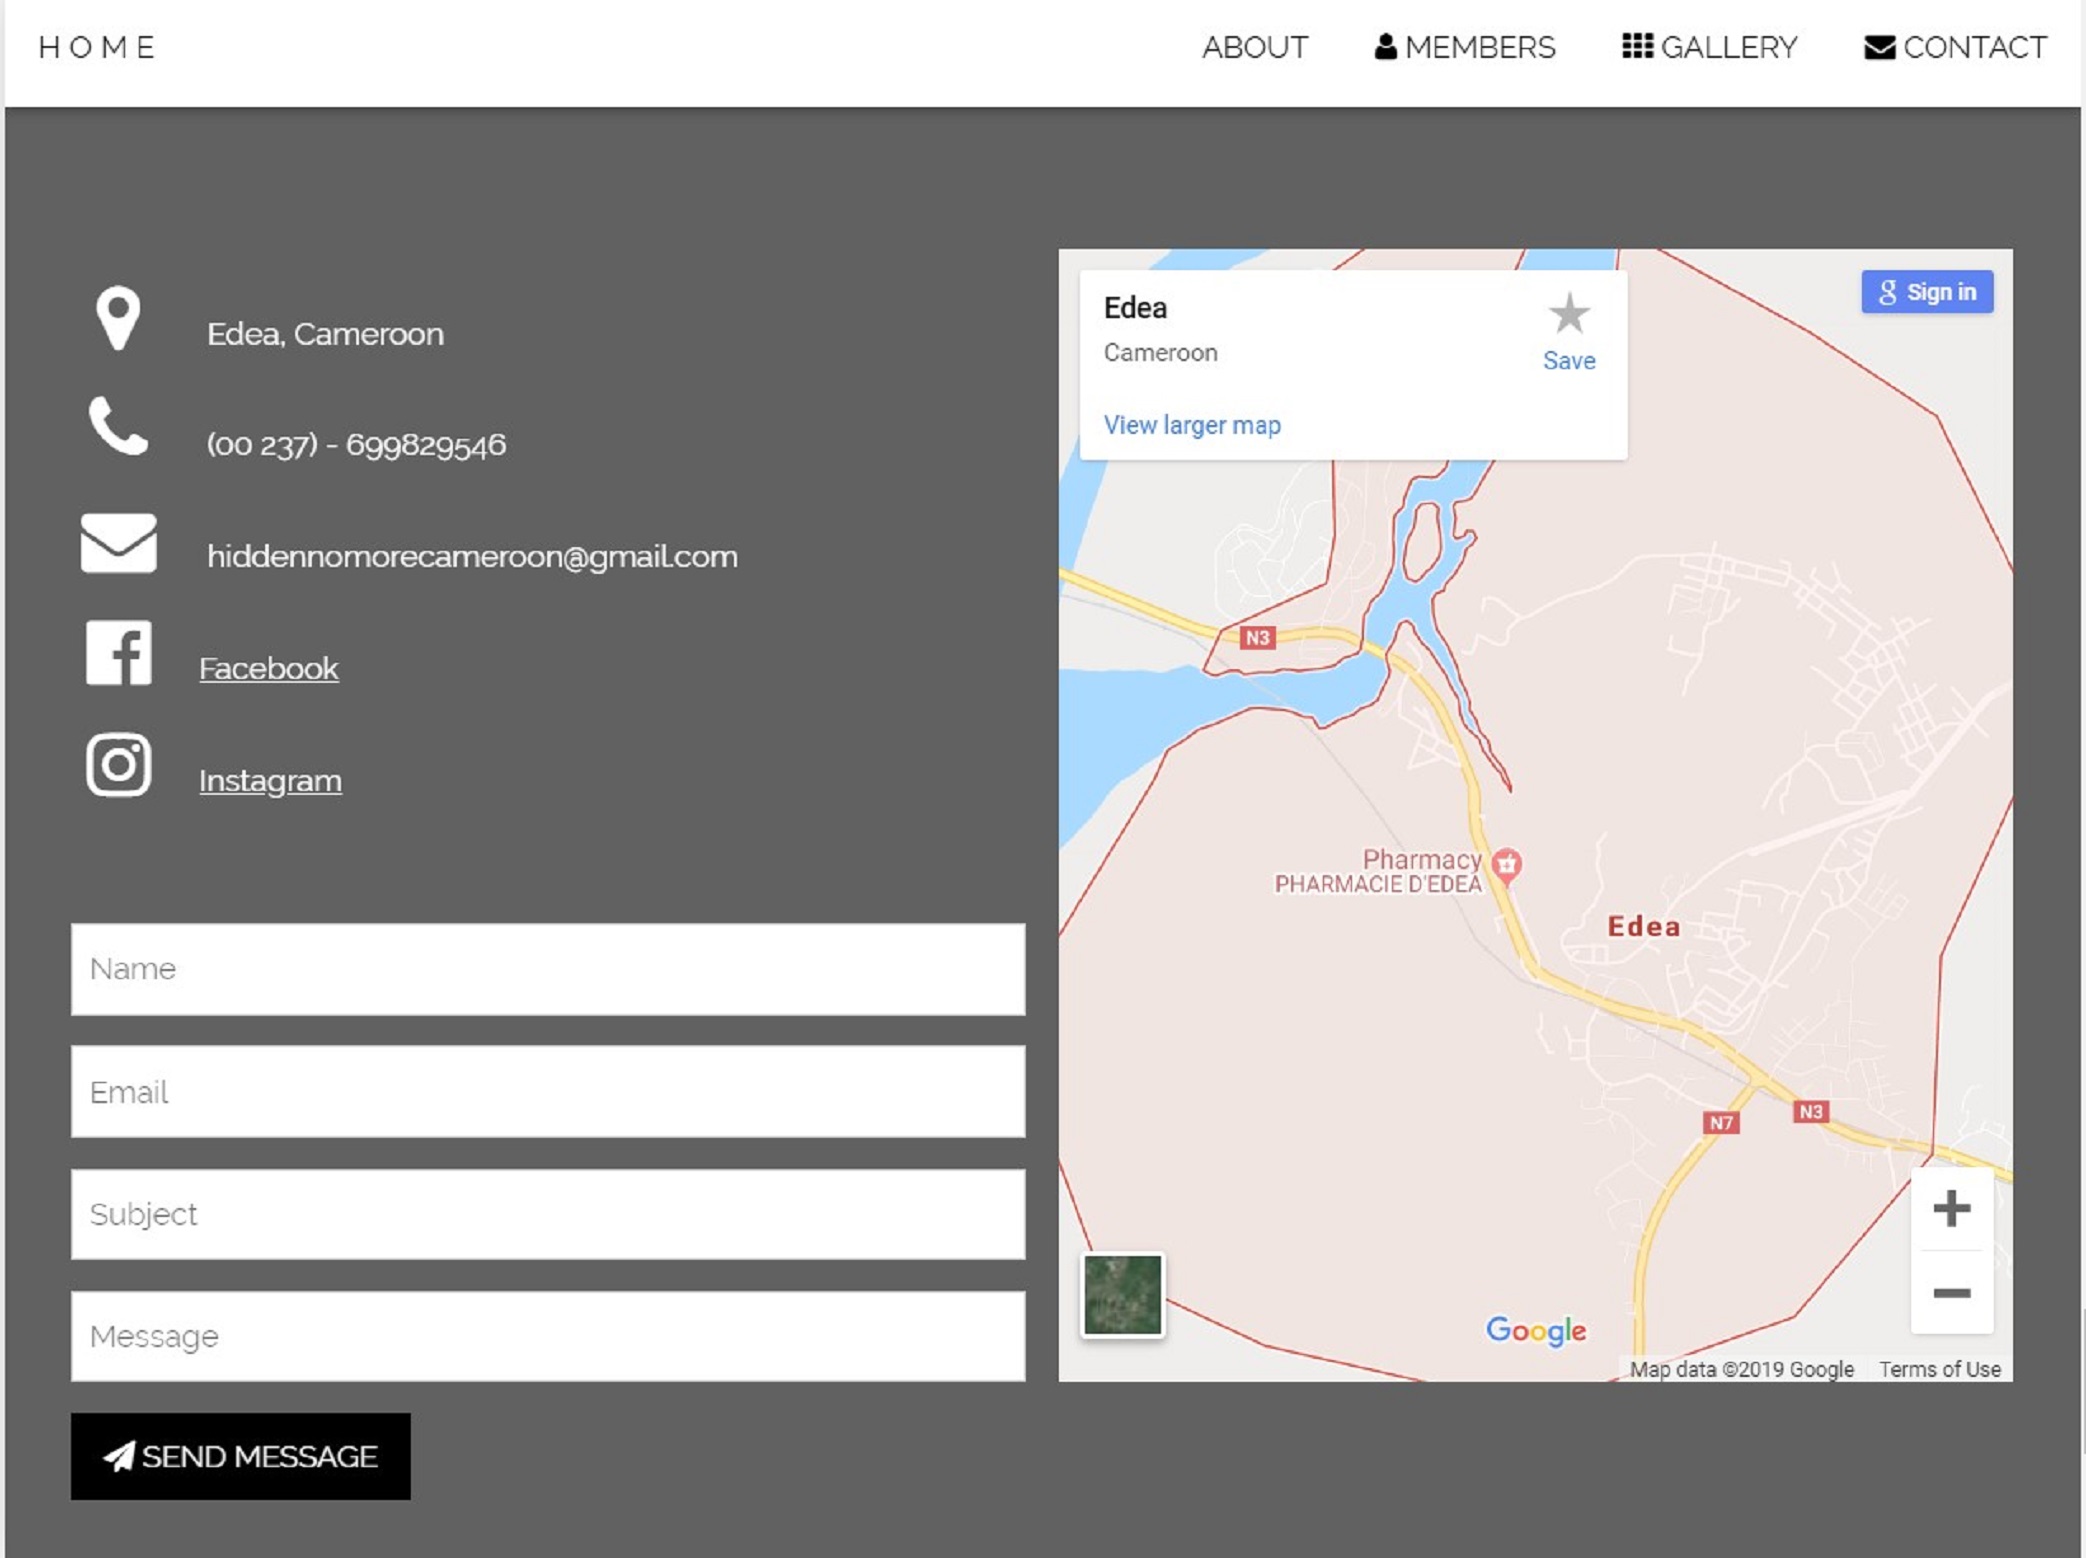 HOME
ABOUT
MEMBERS
GALLERY
CONTACT
Edea, Cameroon
(00 237) - 699829546
hiddennomorecameroon@gmail.com
Facebook
Instagram
Name
Email
Subject
Message
SEND MESSAGE
Edea
Cameroon
Save
View larger map
Sign in
N3
Pharmacy
PHARMACIE D'EDEA
Edea
N7
N3
Google
Map data ©2019 Google
Terms of Use